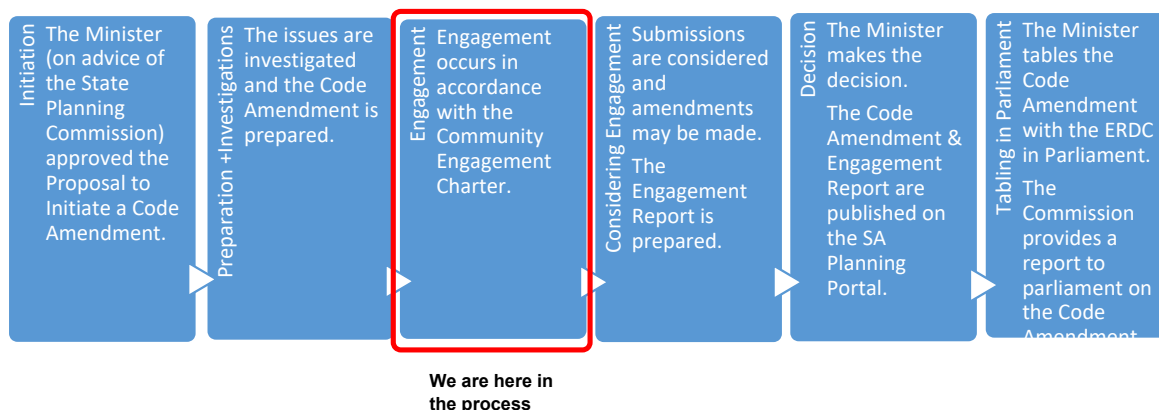 Initiation
The Minister
(on advice of
the State
Planning
Commission)
approved the
Proposal to
Initiate a Code
Amendment.
Preparation +Investigations
The issues are
investigated
and the Code
Amendment is
prepared.
Engagement
Engagement
occurs in
accordance
with the
Community
Engagement
Charter.
Considering Engagement
Submissions
are considered
and
amendments
may be made.
The
Engagement
Report is
prepared.
Decision
The Minister
makes the
decision.
The Code
Amendment &
Engagement
Report are
published on
the SA
Planning
Portal.
Tabling in Parliament
The Minister
tables the
Code
Amendment
with the ERDC
in Parliament.
The
Commission
provides a
report to
parliament on
the Code
Amendment
We are here in
the process